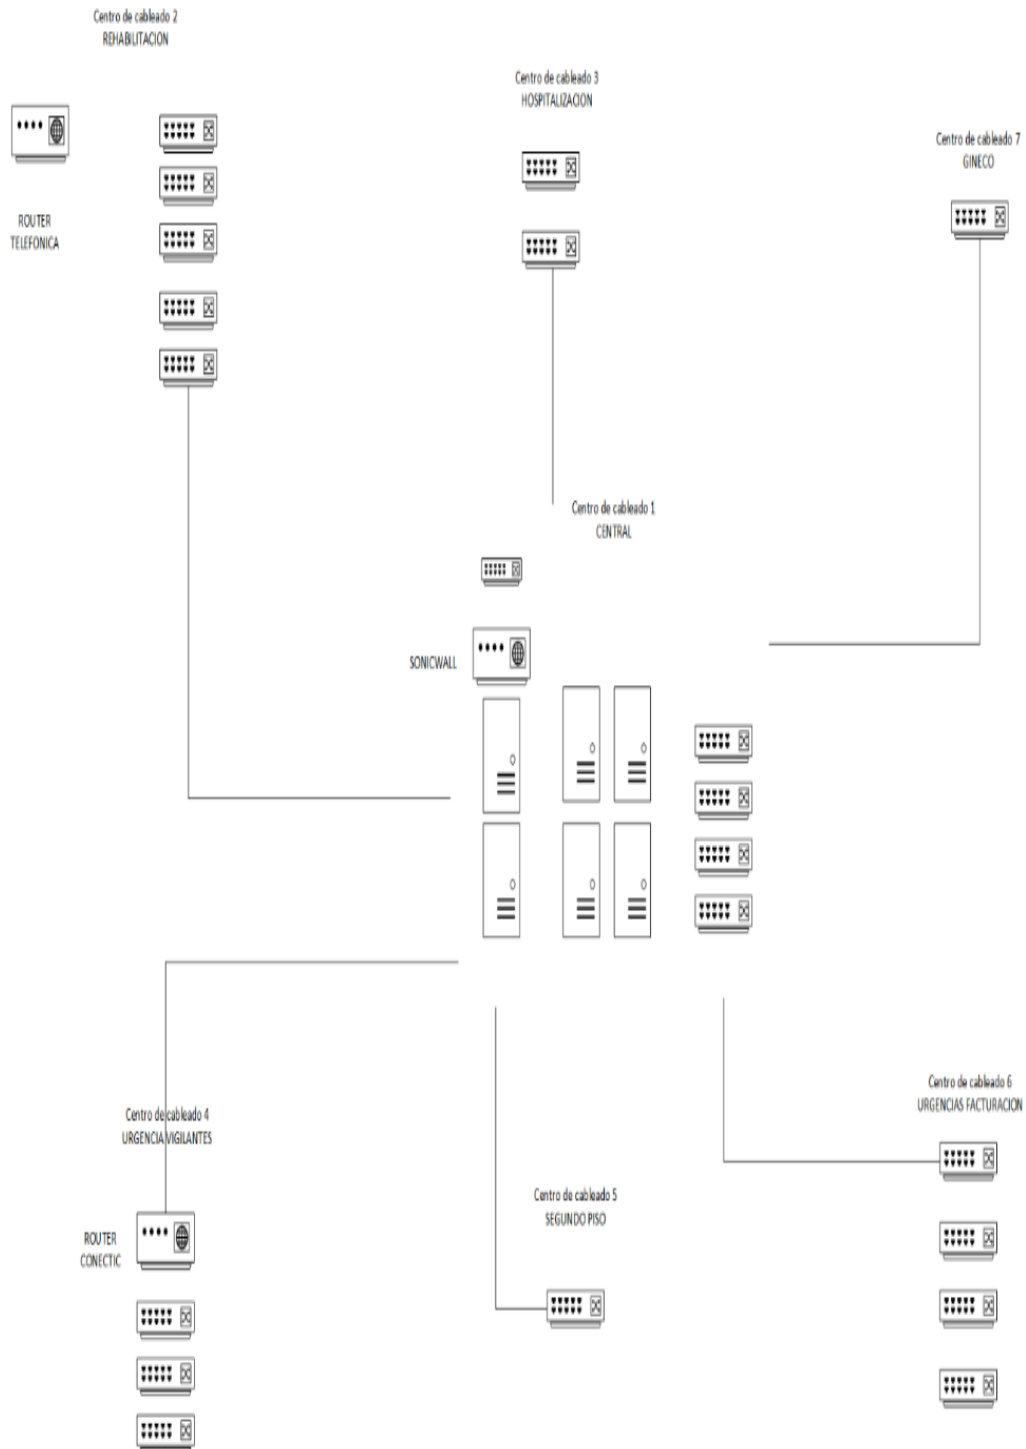 Centro de cableado 2
REHABILITACION
Centro de cableado 3
HOSPITALIZACION
Centro de cableado 7
GINECO
ROUTER
TELEFONICA
Centro de cableado 1
CENTRAL
SONICWALL
Centro de cableado 4
URGENCIA VIGILANTES
Centro de cableado 6
URGENCIAS FACTURACION
Centro de cableado 5
SEGUNDO PISO
ROUTER
CONECTIC